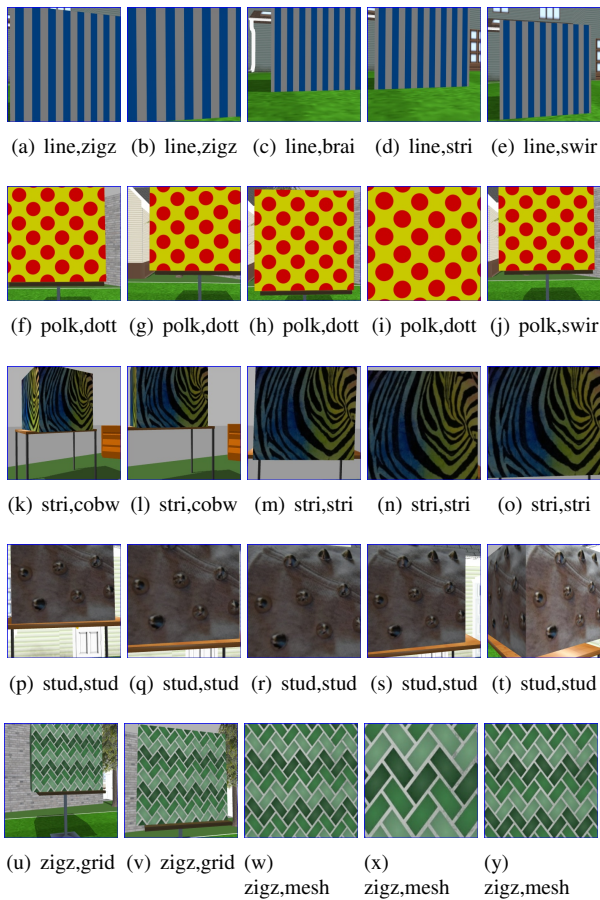 (a) line,zigz (b) line,zigz (c) line,brai (d) line,stri (e) line,swir
(f) polk,dott (g) polk,dott (h) polk,dott (i) polk,dott (j) polk,swir
(k) stri,cobw (l) stri,cobw (m) stri,stri (n) stri,stri (o) stri,stri
(p) stud,stud (q) stud,stud (r) stud,stud (s) stud,stud (t) stud,stud
(u) zigz,grid (v) zigz,grid (w) (x) (y)
zigz,mesh zigz,mesh zigz,mesh